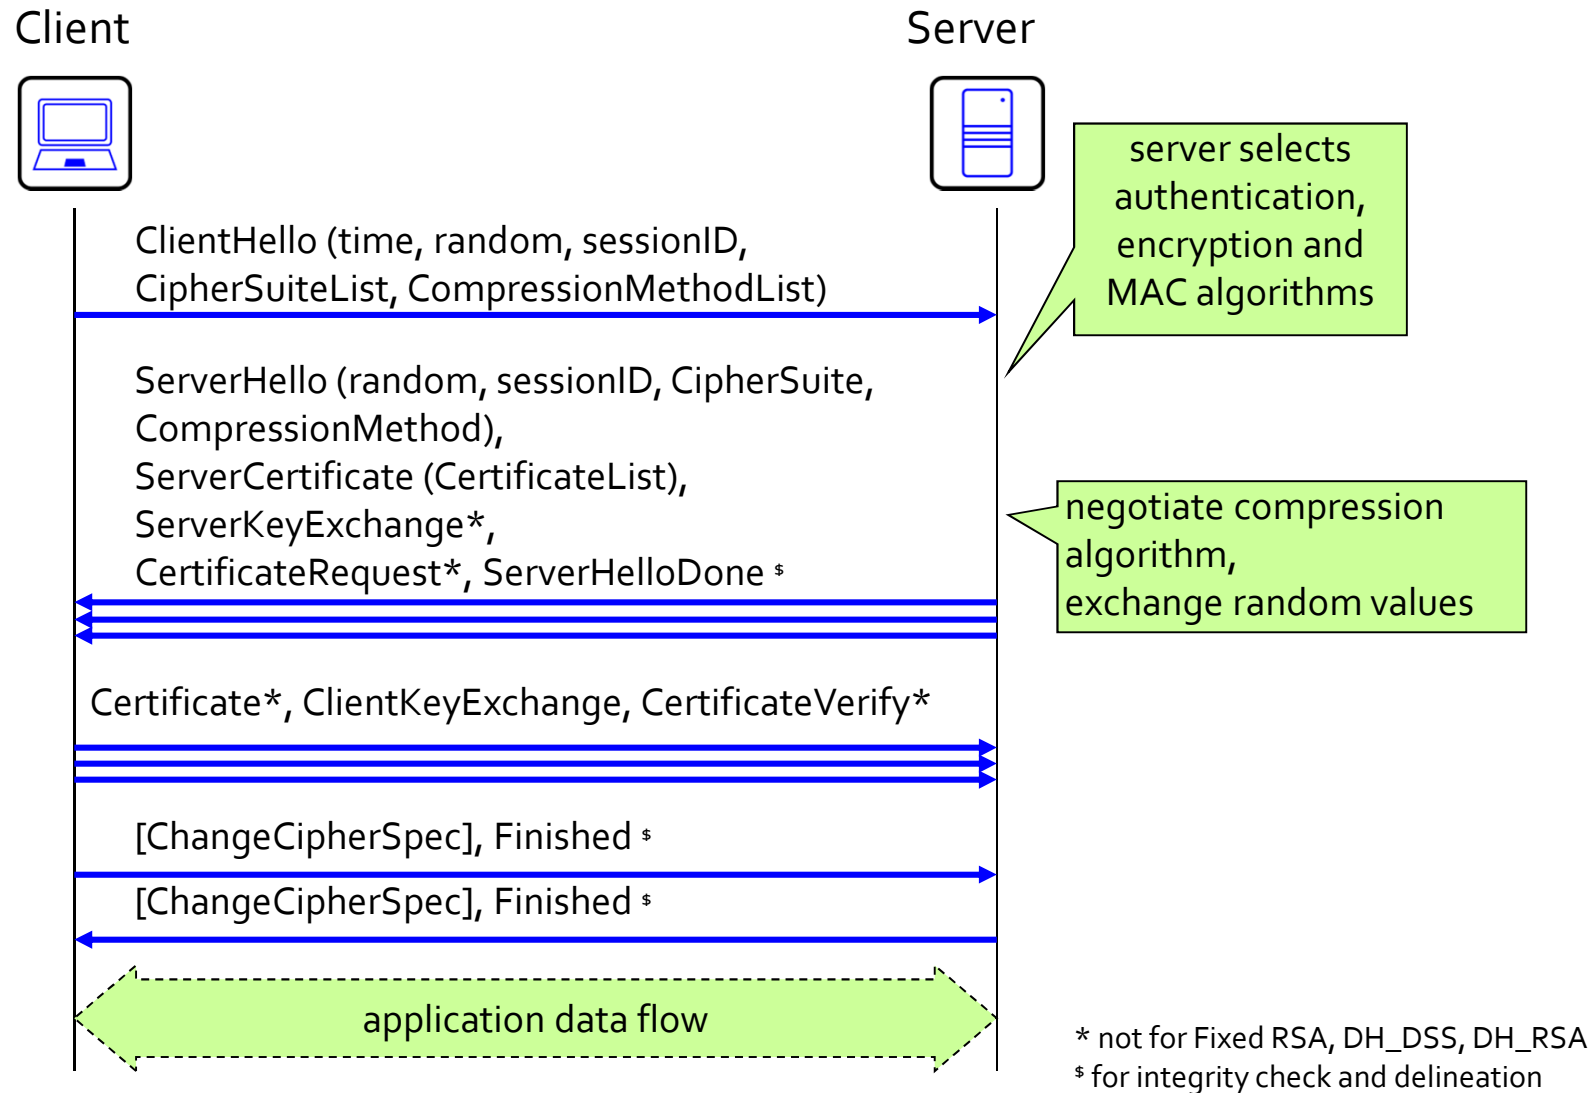 Client
Server
server selects
authentication,
encryption and
MAC algorithms
ClientHello (time, random, sessionID,
CipherSuiteList, CompressionMethodList)
ServerHello (random, sessionID, CipherSuite,
CompressionMethod),
ServerCertificate (CertificateList),
ServerKeyExchange*,
CertificateRequest*, ServerHelloDone $
negotiate compression
algorithm,
exchange random values
Certificate*, ClientKeyExchange, CertificateVerify*
[ChangeCipherSpec], Finished $
[ChangeCipherSpec], Finished $
application data flow
* not for Fixed RSA, DH_DSS, DH_RSA
$ for integrity check and delineation